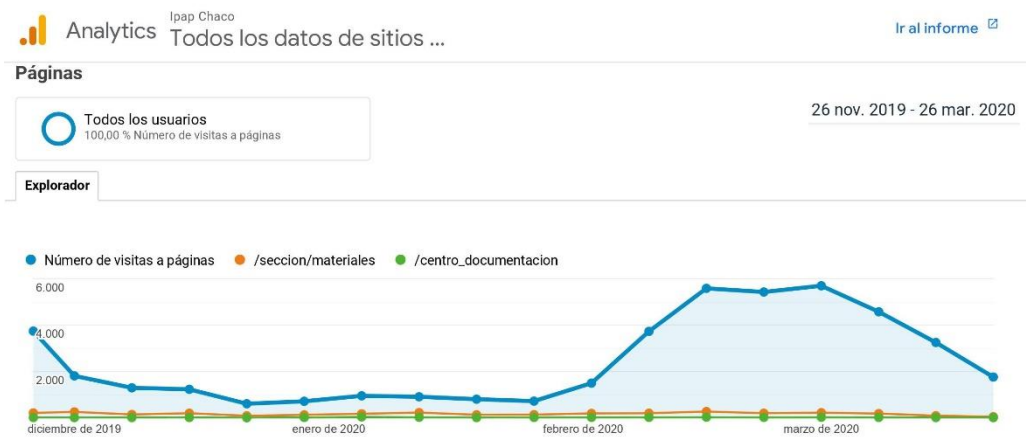 Analytics
Ipap Chaco
Todos los datos de sitios ...
Ir al informe
Páginas
Todos los usuarios
100,00 % Número de visitas a páginas
26 nov. 2019 - 26 mar. 2020
Explorador
Número de visitas a páginas /seccion/materiales /centro_documentacion
6.000
4.000
2.000
diciembre de 2019 enero de 2020 febrero de 2020 marzo de 2020